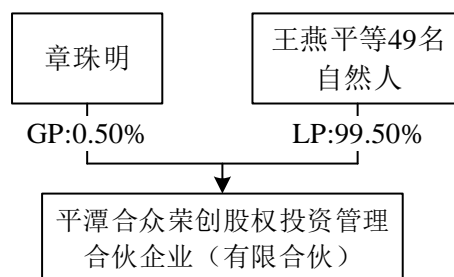 章珠明
王燕平等49名
自然人
GP:0.50%
LP:99.50%
平潭合众荣创股权投资管理
合伙企业（有限合伙）